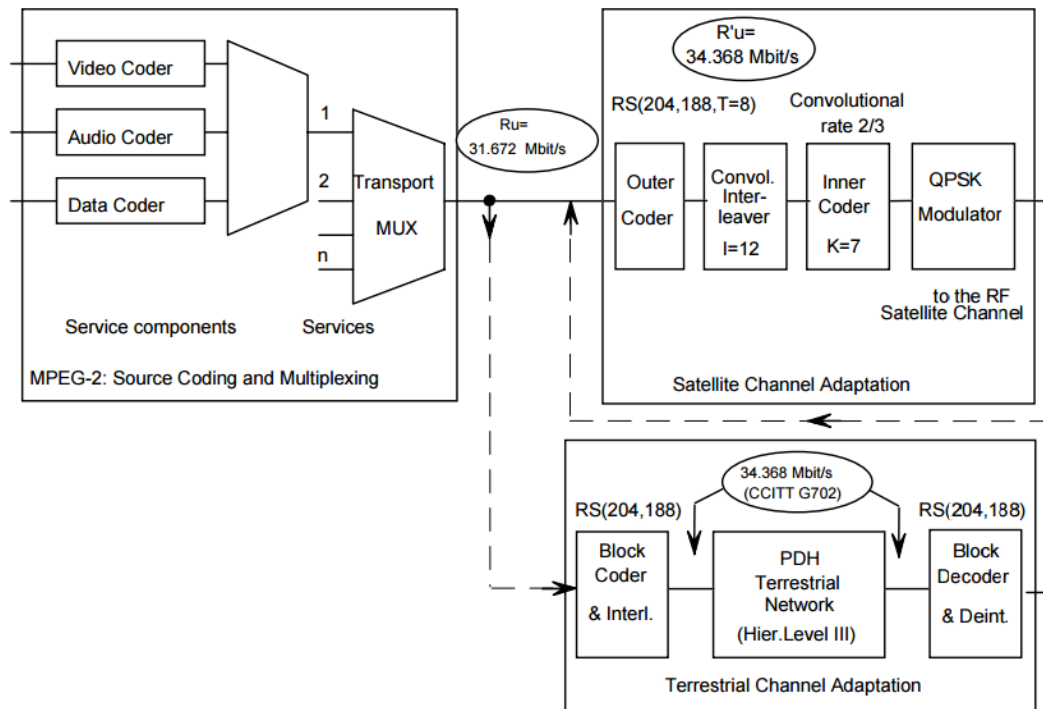 Video Coder
Audio Coder
Data Coder
1
2
n
Transport
MUX
Service components
Services
MPEG-2: Source Coding and Multiplexing
Ru=
31.672 Mbit/s
R'u=
34.368 Mbit/s
RS(204,188,T=8)
Convolutional
rate 2/3
Outer
Coder
Convol.
Inter-
leaver
I=12
Inner
Coder
K=7
QPSK
Modulator
to the RF
Satellite Channel
Satellite Channel Adaptation
34.368 Mbit/s
(CCITT G702)
RS(204,188)
RS(204,188)
Block
Coder
& Interl.
PDH
Terrestrial
Network
(Hier.Level III)
Block
Decoder
& Deint.
Terrestrial Channel Adaptation